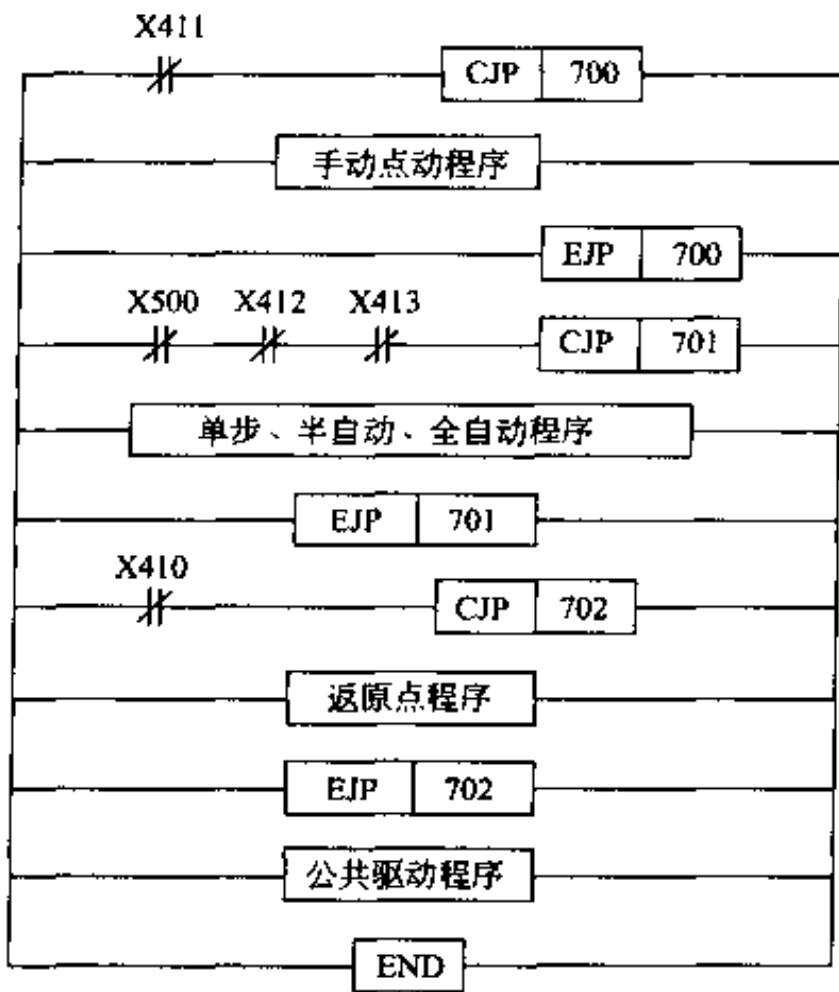 X411
CJP 700
手动点动程序
EJP 700
X500 X412 X413
CJP 701
单步、半自动、全自动程序
EJP 701
X410
CJP 702
返原点程序
EJP 702
公共驱动程序
END